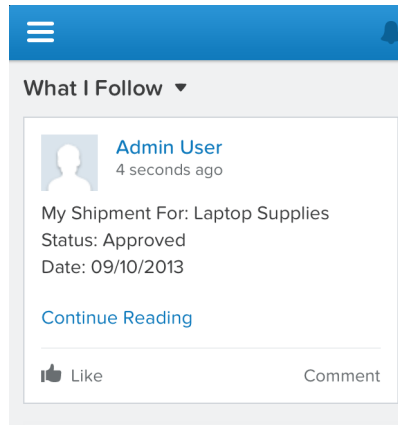 What I Follow
Admin User
4 seconds ago
My Shipment For: Laptop Supplies
Status: Approved
Date: 09/10/2013
Continue Reading
Like Comment